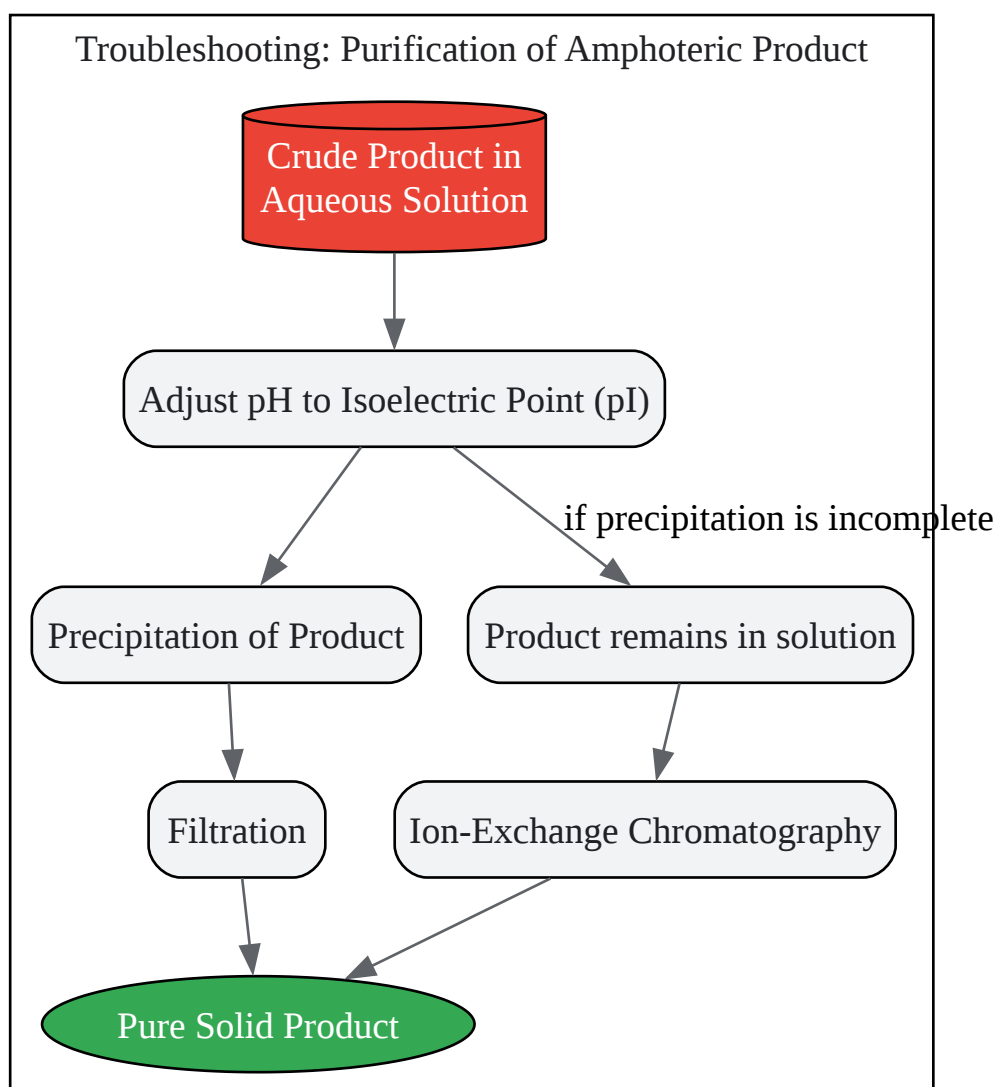 Troubleshooting: Purification of Amphoteric Product
Crude Product in
Aqueous Solution
Adjust pH to Isoelectric Point (pI)
if precipitation is incomplete
Precipitation of Product
Product remains in solution
Filtration
Ion-Exchange Chromatography
Pure Solid Product